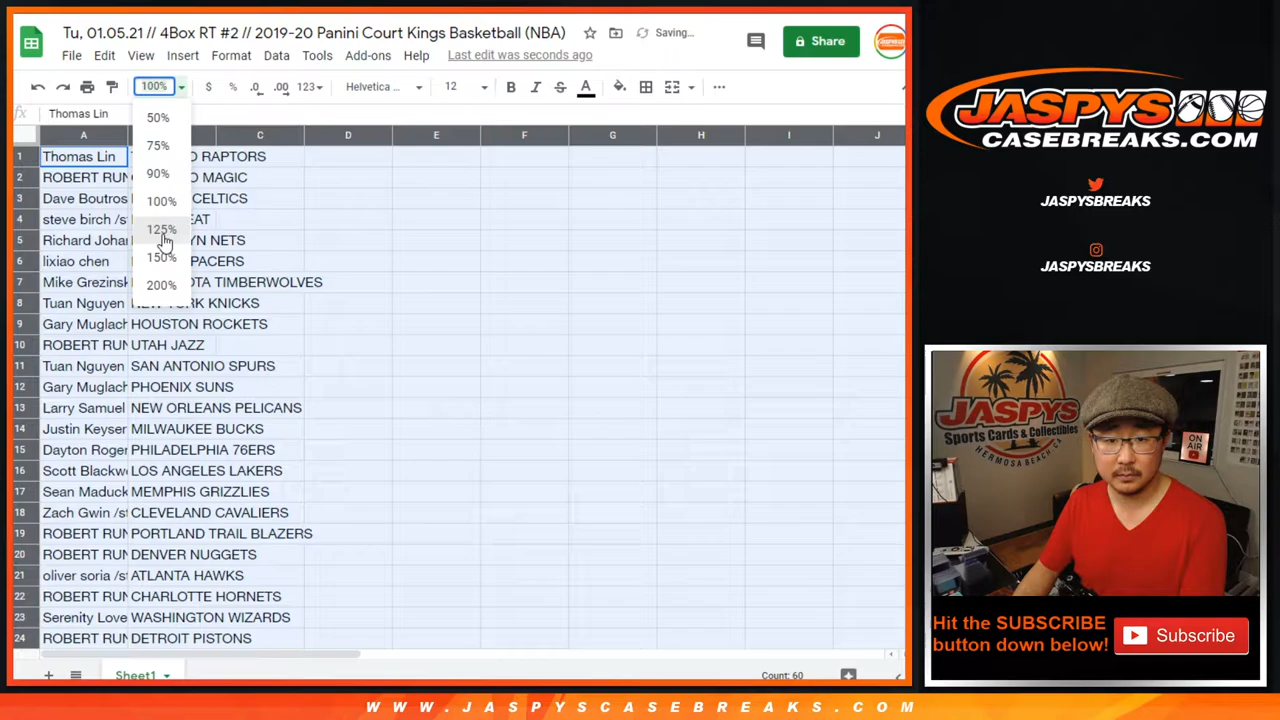 Tu, 01.05.21 // 4Box RT #2 // 2019-20 Panini Court Kings Basketball (NBA)
Saving...
Share
File Edit View Insert Format Data Tools Add-ons Help Last edit was seconds ago
100% $ % .0 .00 123 Helvetica ... 12 B I S A
fx Thomas Lin
50%
75%
90%
100%
125%
150%
200%
A C D E F G H I J
1 Thomas Lin RAPTORS
2 ROBERT RUN MAGIC
3 Dave Boutros CELTICS
4 steve birch /s
5 Richard Johan NETS
6 lixiao chen PACERS
7 Mike Grezinsk TIMBERWOLVES
8 Tuan Nguyen KNICKS
9 Gary Muglach HOUSTON ROCKETS
10 ROBERT RUN UTAH JAZZ
11 Tuan Nguyen SAN ANTONIO SPURS
12 Gary Muglach PHOENIX SUNS
13 Larry Samuel NEW ORLEANS PELICANS
14 Justin Keyser MILWAUKEE BUCKS
15 Dayton Roger PHILADELPHIA 76ERS
16 Scott Blackwe LOS ANGELES LAKERS
17 Sean Maduck MEMPHIS GRIZZLIES
18 Zach Gwin /st CLEVELAND CAVALIERS
19 ROBERT RUN PORTLAND TRAIL BLAZERS
20 ROBERT RUN DENVER NUGGETS
21 oliver soria /st ATLANTA HAWKS
22 ROBERT RUN CHARLOTTE HORNETS
23 Serenity Love WASHINGTON WIZARDS
24 ROBERT RUN DETROIT PISTONS
Sheet1
Count: 60
JASPYS
CASEBREAKS.COM
JASPYSBREAKS
JASPYSBREAKS
JASPYS
Sports Cards & Collectibles
HERMOSA BEACH, CA
ON AIR
Hit the SUBSCRIBE
button down below!
Subscribe
WWW.JASPYSCASEBREAKS.COM